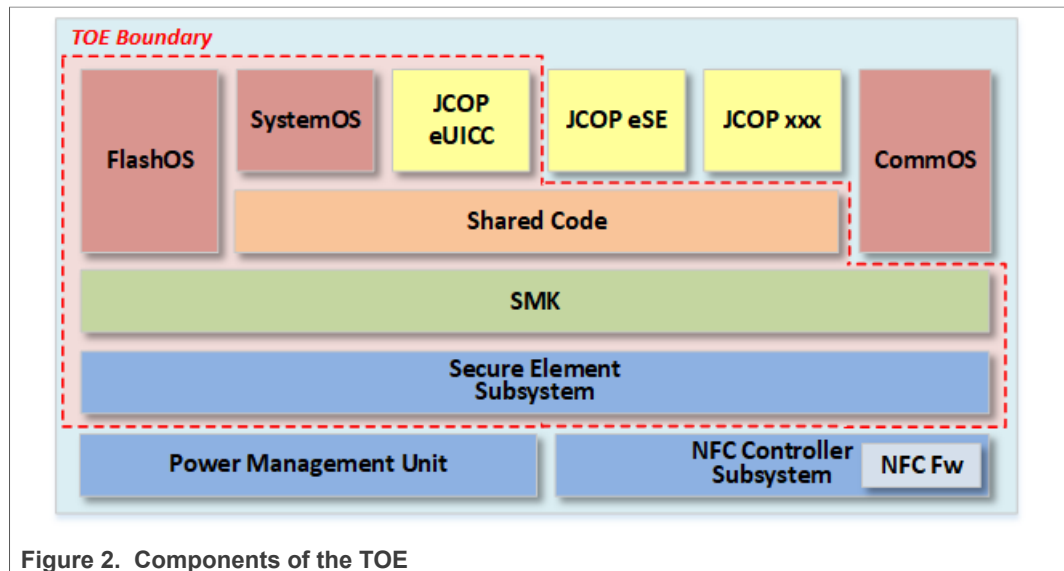 TOE Boundary
FlashOS
SystemOS
JCOP
eUICC
JCOP eSE
JCOP xxx
CommOS
Shared Code
SMK
Secure Element
Subsystem
Power Management Unit
NFC Controller
Subsystem
NFC Fw
Figure 2. Components of the TOE